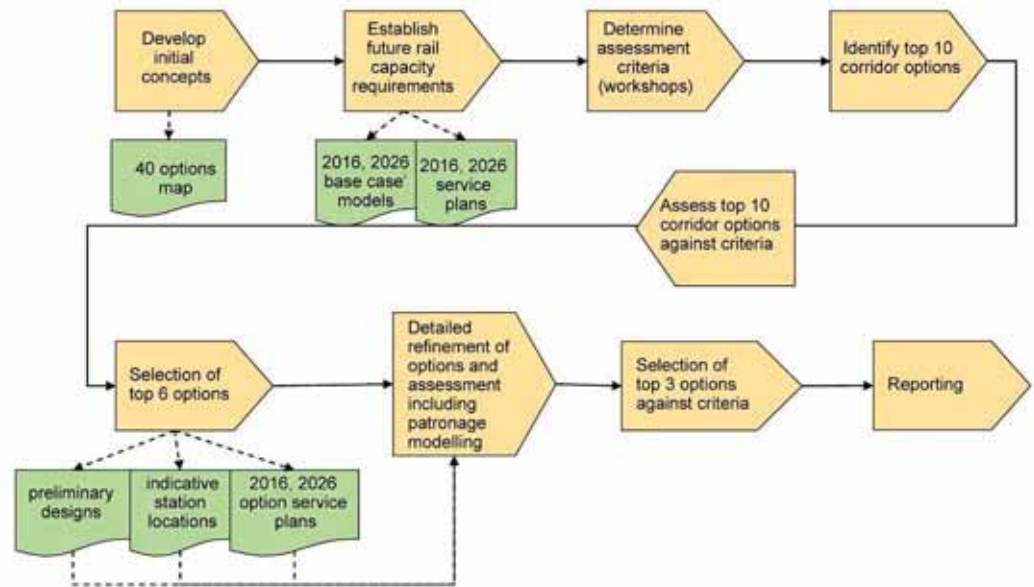 Develop
initial
concepts
Establish
future rail
capacity
requirements
Determine
assessment
criteria
(workshops)
Identify top 10
corridor options
40 options
map
2016, 2026
base case'
models
2016, 2026
service
plans
Assess top 10
corridor options
against criteria
Selection of
top 6 options
Detailed
refinement of
options and
assessment
including
patronage
modelling
Selection of
top 3 options
against criteria
Reporting
preliminary
designs
indicative
station
locations
2016, 2026
option service
plans